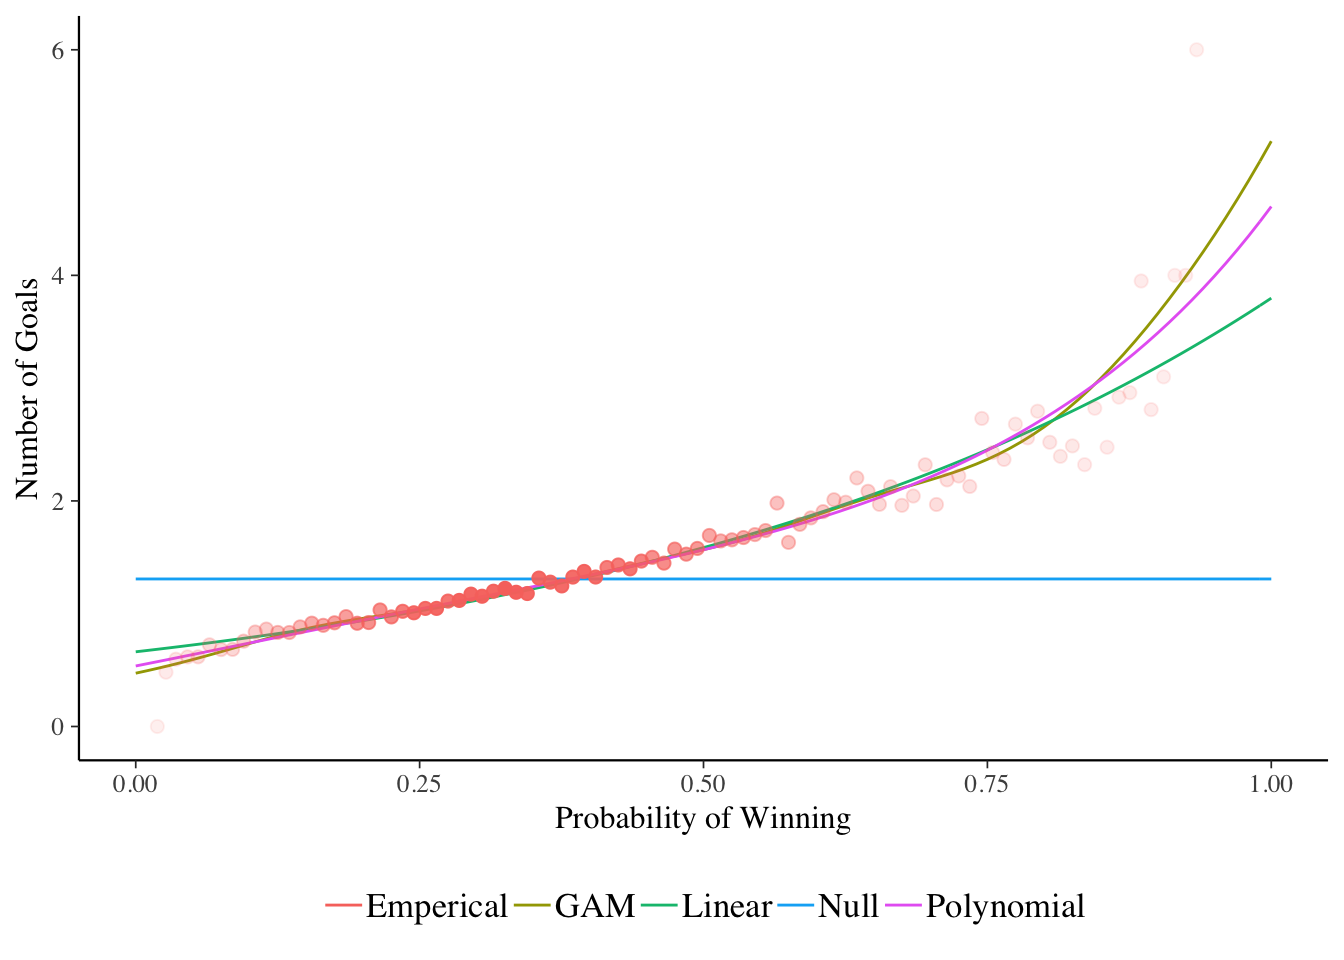 6
4
2
0
Number of Goals
0.00 0.25 0.50 0.75 1.00
Probability of Winning
Emperical GAM Linear Null Polynomial